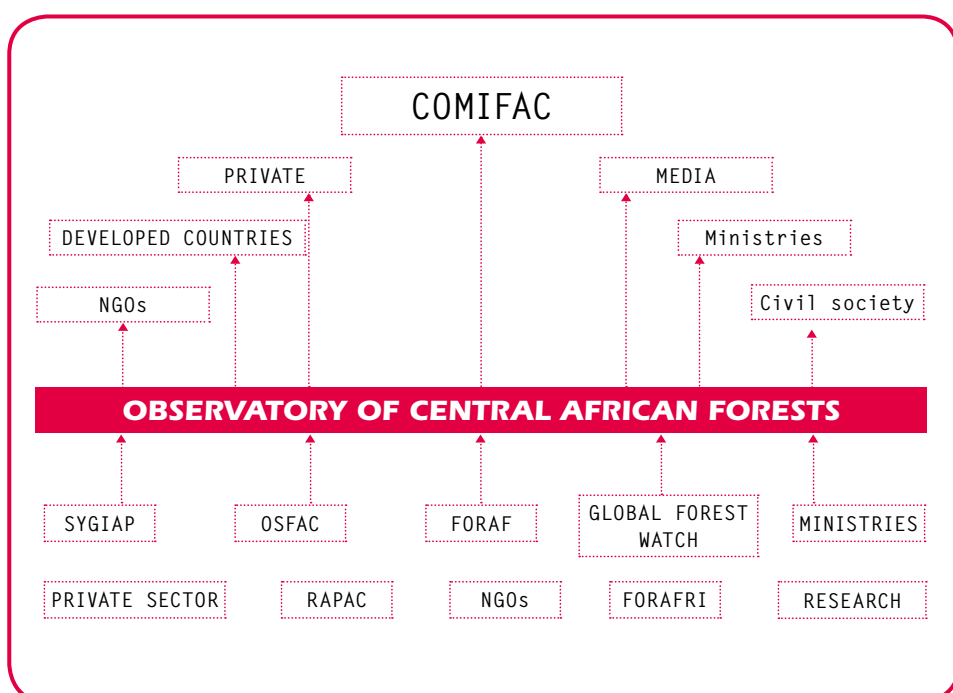 COMIFAC
PRIVATE
MEDIA
DEVELOPED COUNTRIES
Ministries
NGOs
Civil society
OBSERVATORY OF CENTRAL AFRICAN FORESTS
SYGIAP
OSFAC
FORAF
GLOBAL FOREST
WATCH
MINISTRIES
PRIVATE SECTOR
RAPAC
NGOs
FORAFRI
RESEARCH